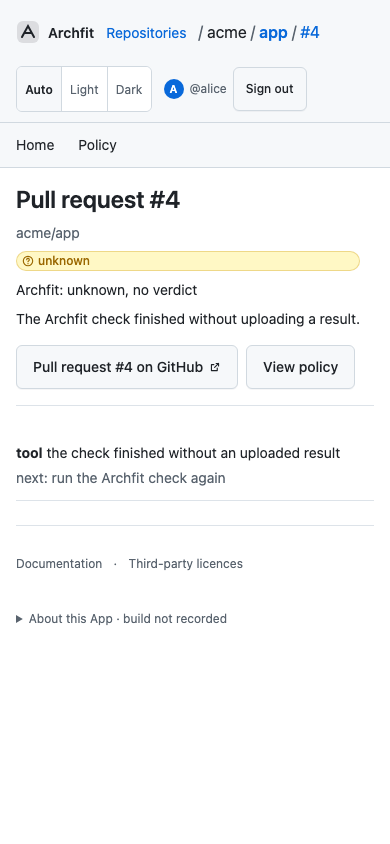 Archfit Repositories / acme / app / #4
Auto Light Dark A @alice Sign out
Home Policy
Pull request #4
acme/app
unknown
Archfit: unknown, no verdict
The Archfit check finished without uploading a result.
Pull request #4 on GitHub View policy
tool the check finished without an uploaded result
next: run the Archfit check again
Documentation · Third-party licences
About this App · build not recorded